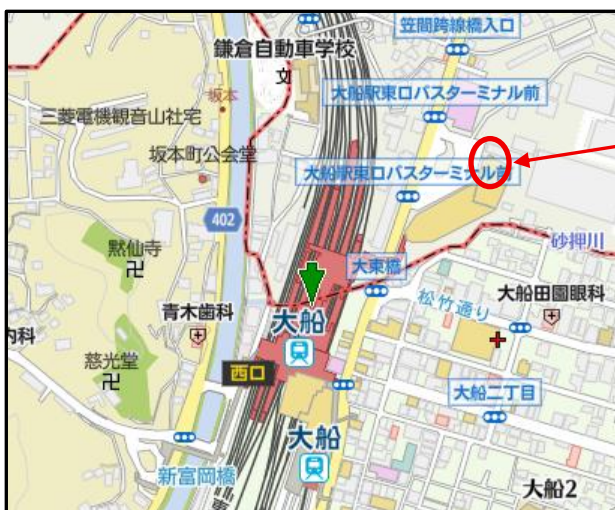 笠間跨線橋入口
鎌倉自動車学校
文
坂本
大船駅東口バスターミナル前
三菱電機観音山社宅
坂本町公会堂
大船駅東口バスターミナル前
402
砂押川
黙仙寺
大東橋
大船田園眼科
松竹通り
青木歯科
大船
内科
慈光堂
西口
大船二丁目
大船
新富岡橋
大船2